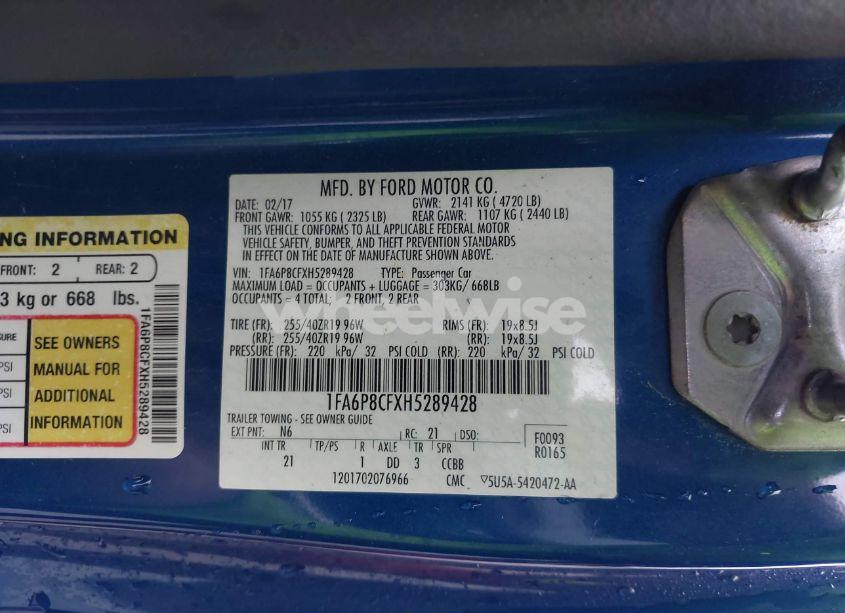 MFD. BY FORD MOTOR CO.
DATE: 02/17 GVWR: 2141 KG ( 4720 LB)
FRONT GAWR: 1055 KG ( 2325 LB) REAR GAWR: 1107 KG ( 2440 LB)
THIS VEHICLE CONFORMS TO ALL APPLICABLE FEDERAL MOTOR
VEHICLE SAFETY, BUMPER, AND THEFT PREVENTION STANDARDS
IN EFFECT ON THE DATE OF MANUFACTURE SHOWN ABOVE.
VIN: 1FA6P8CFXH5289428 TYPE: Passenger Car
MAXIMUM LOAD = OCCUPANTS + LUGGAGE = 303KG/ 668LB
OCCUPANTS = 4 TOTAL; 2 FRONT, 2 REAR
TIRE (FR): 255/40ZR19 96W RIMS (FR): 19x8.5J
(RR): 255/40ZR19 96W (RR): 19x8.5J
PRESSURE (FR): 220 kPa/ 32 PSI COLD (RR): 220 kPa/ 32 PSI COLD
1FA6P8CFXH5289428
TRAILER TOWING - SEE OWNER GUIDE
EXT PNT: N6 RC: 21 DSO: F0093
R0165
INT TR TP/PS R AXLE TR SPR
21 1 DD 3 CCBB
1201702076966 CMC ▽5U5A-5420472-AA
NG INFORMATION
FRONT: 2 REAR: 2
3 kg or 668 lbs.
SURE
PSI
PSI
PSI
SEE OWNERS
MANUAL FOR
ADDITIONAL
INFORMATION
1FA6P8CFXH5289428
wheelwise